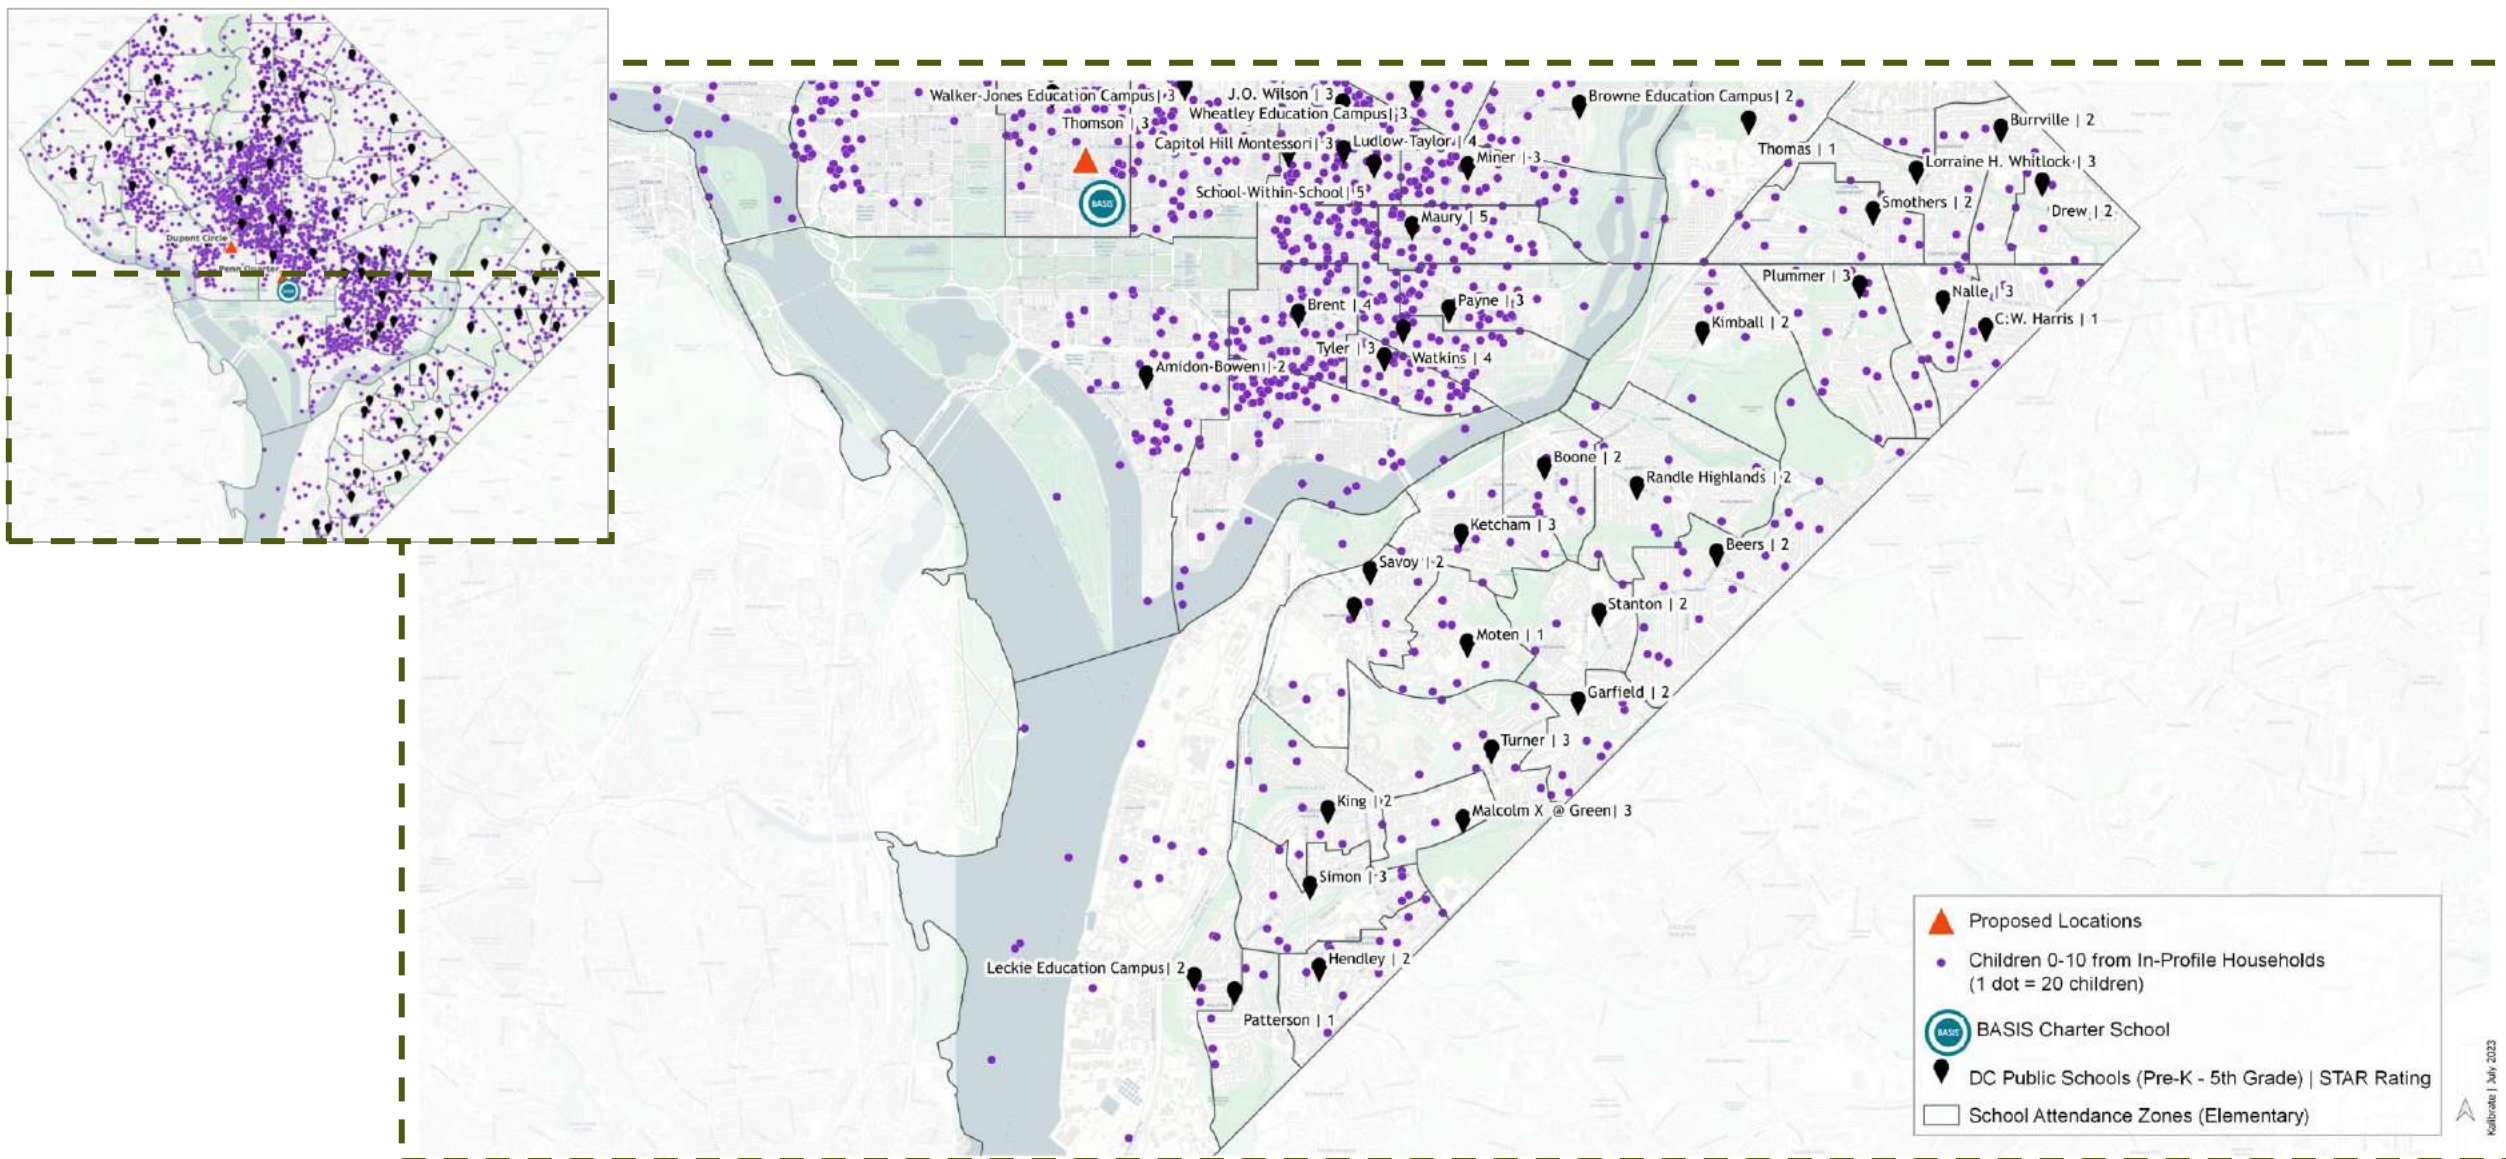 Dupont Circle
Penn Quarter
BASIS
Walker-Jones Education Campus| 3
J.O. Wilson | 3
Browne Education Campus| 2
Wheatley Education Campus| 3
Thomson | 3
Burrville | 2
Capitol Hill Montessori| 3
Ludlow-Taylor | 4
Thomas | 1
Miner | 3
Lorraine H. Whitlock | 3
School-Within-School| 5
Smothers | 2
Drew | 2
Maury | 5
BASIS
Plummer | 3
Nalle | 3
Brent | 4
Payne | 3
Kimball | 2
C.W. Harris | 1
Tyler | 3
Watkins | 4
Amidon-Bowen | 2
Boone | 2
Randle Highlands | 2
Ketcham | 3
Beers | 2
Savoy | 2
Stanton | 2
Moten | 1
Garfield | 2
Turner | 3
King | 2
Malcolm X @ Green| 3
Simon | 3
Hendley | 2
Leckie Education Campus| 2
Patterson | 1
Proposed Locations
Children 0-10 from In-Profile Households
(1 dot = 20 children)
BASIS
BASIS Charter School
DC Public Schools (Pre-K - 5th Grade) | STAR Rating
School Attendance Zones (Elementary)
Kalibrate | July 2023